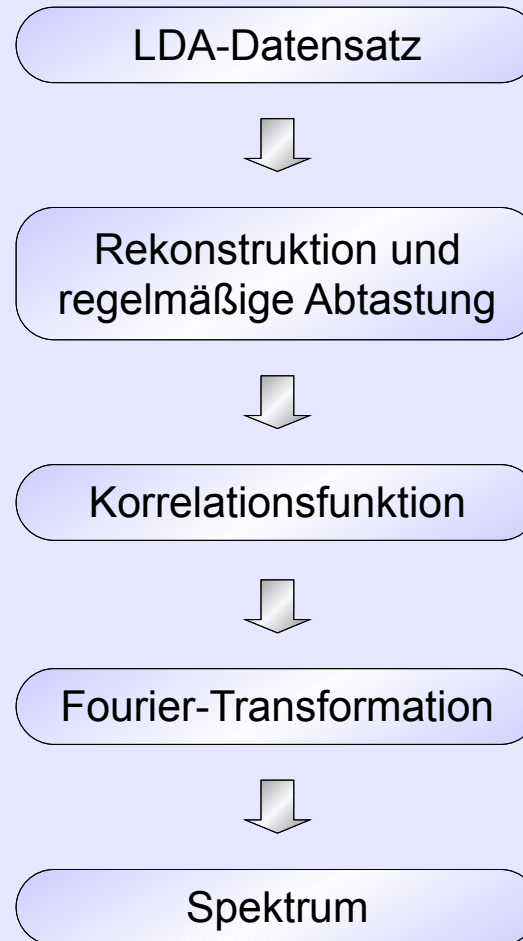 LDA-Datensatz
Rekonstruktion und
regelmäßige Abtastung
Korrelationsfunktion
Fourier-Transformation
Spektrum